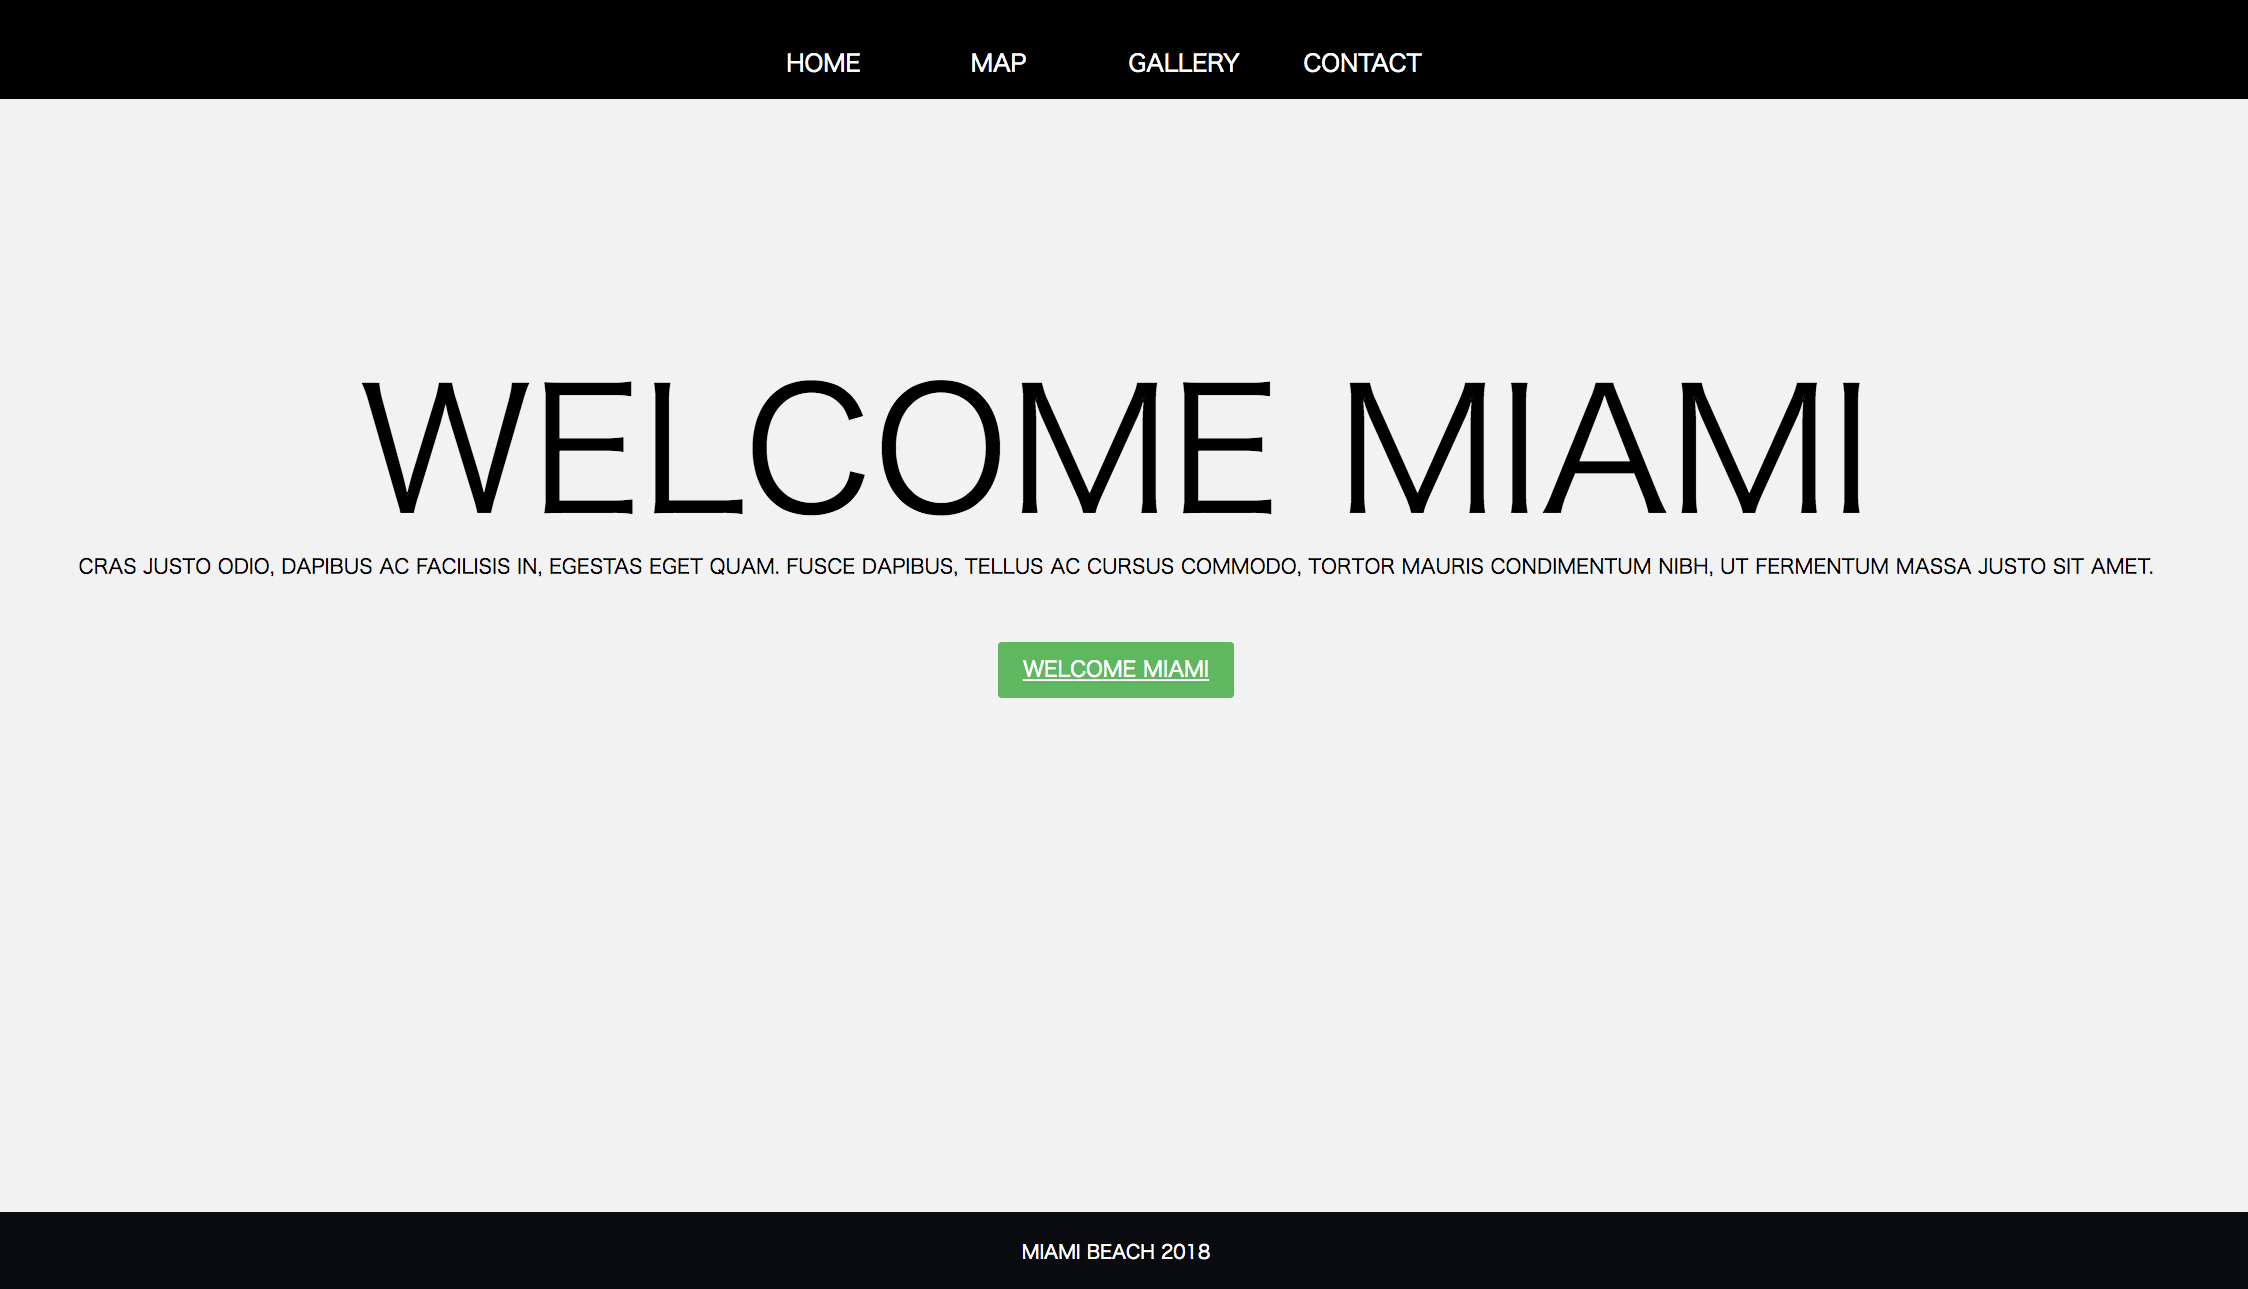 HOME MAP GALLERY CONTACT
WELCOME MIAMI
CRAS JUSTO ODIO, DAPIBUS AC FACILISIS IN, EGESTAS EGET QUAM. FUSCE DAPIBUS, TELLUS AC CURSUS COMMODO, TORTOR MAURIS CONDIMENTUM NIBH, UT FERMENTUM MASSA JUSTO SIT AMET.
WELCOME MIAMI
MIAMI BEACH 2018